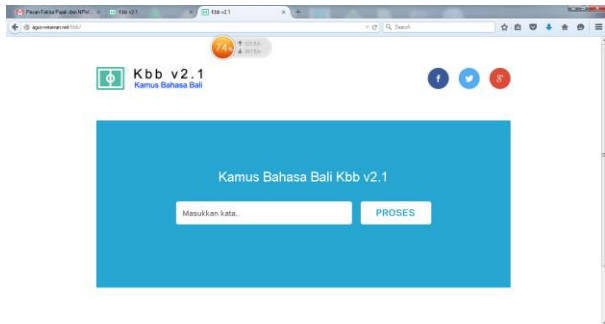 Kbb v2.1
Kbb v2.1
Search
74%
Kbb v2.1
Kamus Bahasa Bali
f
8
Kamus Bahasa Bali Kbb v2.1
Masukkan kata..
PROSES